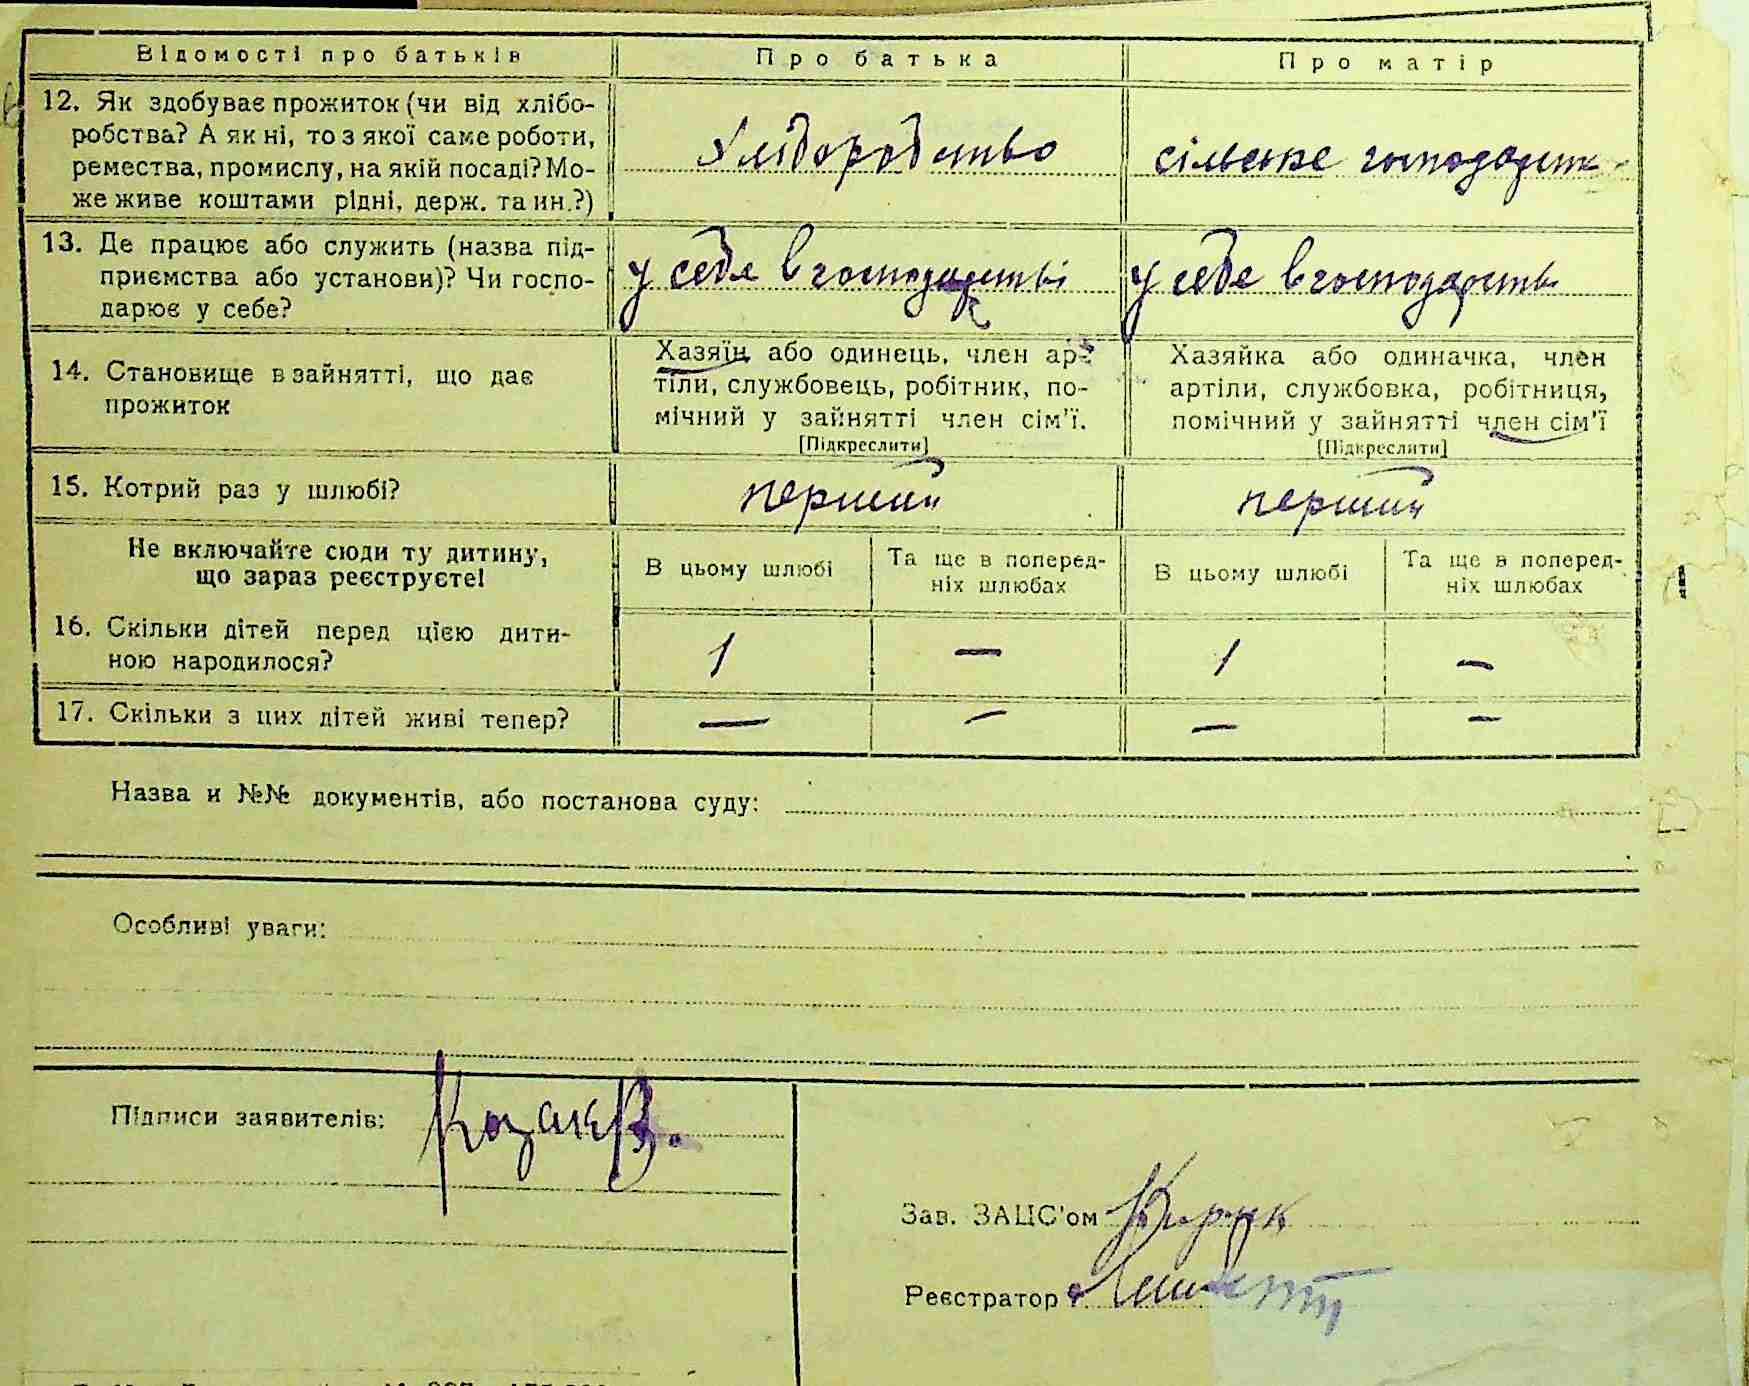 Відомості про батьків Про батька Про матір
12. Як здобуває прожиток (чи від хлібо-
робства? А як ні, то з якої саме роботи,
ремества, промислу, на якій посаді? Мо-
же живе коштами рідні, держ. та ин.?)
Хліборобство сільське господарств
13. Де працює або служить (назва під-
приємства або установи)? Чи госпо-
дарює у себе?
у себе в господарстві у себе в господарстві
14. Становище в зайнятті, що дає
прожиток
Хазяїн або одинець, член ар-
тіли, службовець, робітник, по-
мічний у зайнятті член сім'ї.
[Підкреслити]
Хазяйка або одиначка, член
артіли, службовка, робітниця,
помічний у зайнятті член сім'ї
[Підкреслити]
15. Котрий раз у шлюбі? перший перший
Не включайте сюди ту дитину,
що зараз реєструєте!
В цьому шлюбі
Та ще в поперед-
ніх шлюбах
В цьому шлюбі
Та ще в поперед-
ніх шлюбах
16. Скільки дітей перед цією дити-
ною народилося?
1 — 1 —
17. Скільки з цих дітей живі тепер? — — — —
Назва и №№ документів, або постанова суду:
Особливі уваги:
Підписи заявителів: Козак В.
Зав. ЗАЦС'ом
Реєстратор